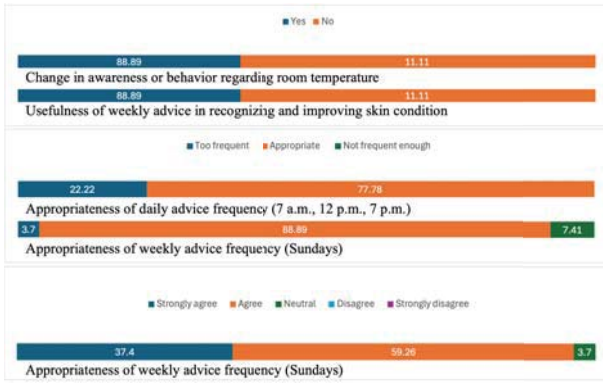 Yes No
88.89 11.11
Change in awareness or behavior regarding room temperature
88.89 11.11
Usefulness of weekly advice in recognizing and improving skin condition
Too frequent Appropriate Not frequent enough
22.22 77.78
Appropriateness of daily advice frequency (7 a.m., 12 p.m., 7 p.m.)
3.7 88.89 7.41
Appropriateness of weekly advice frequency (Sundays)
Strongly agree Agree Neutral Disagree Strongly disagree
37.4 59.26 3.7
Appropriateness of weekly advice frequency (Sundays)